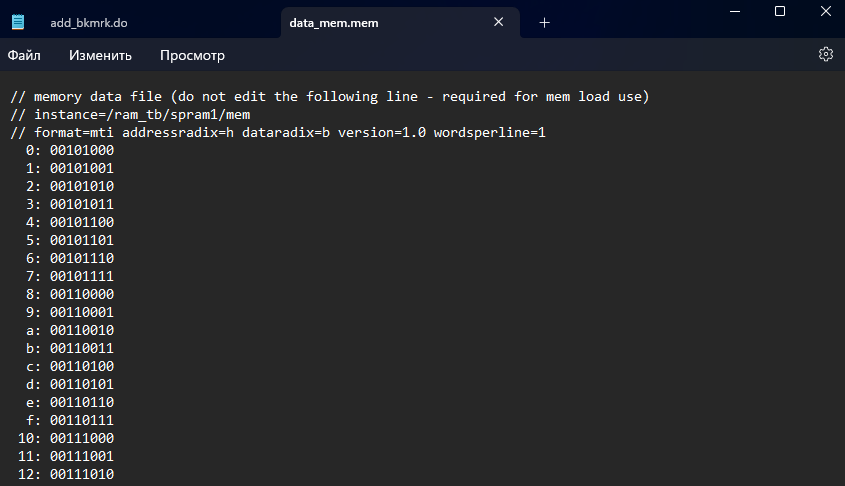 add_bkmrk.do
data_mem.mem
Файл Изменить Просмотр
// memory data file (do not edit the following line - required for mem load use)
// instance=/ram_tb/spram1/mem
// format=mti addressradix=h dataradix=b version=1.0 wordsperline=1
0: 00101000
1: 00101001
2: 00101010
3: 00101011
4: 00101100
5: 00101101
6: 00101110
7: 00101111
8: 00110000
9: 00110001
a: 00110010
b: 00110011
c: 00110100
d: 00110101
e: 00110110
f: 00110111
10: 00111000
11: 00111001
12: 00111010